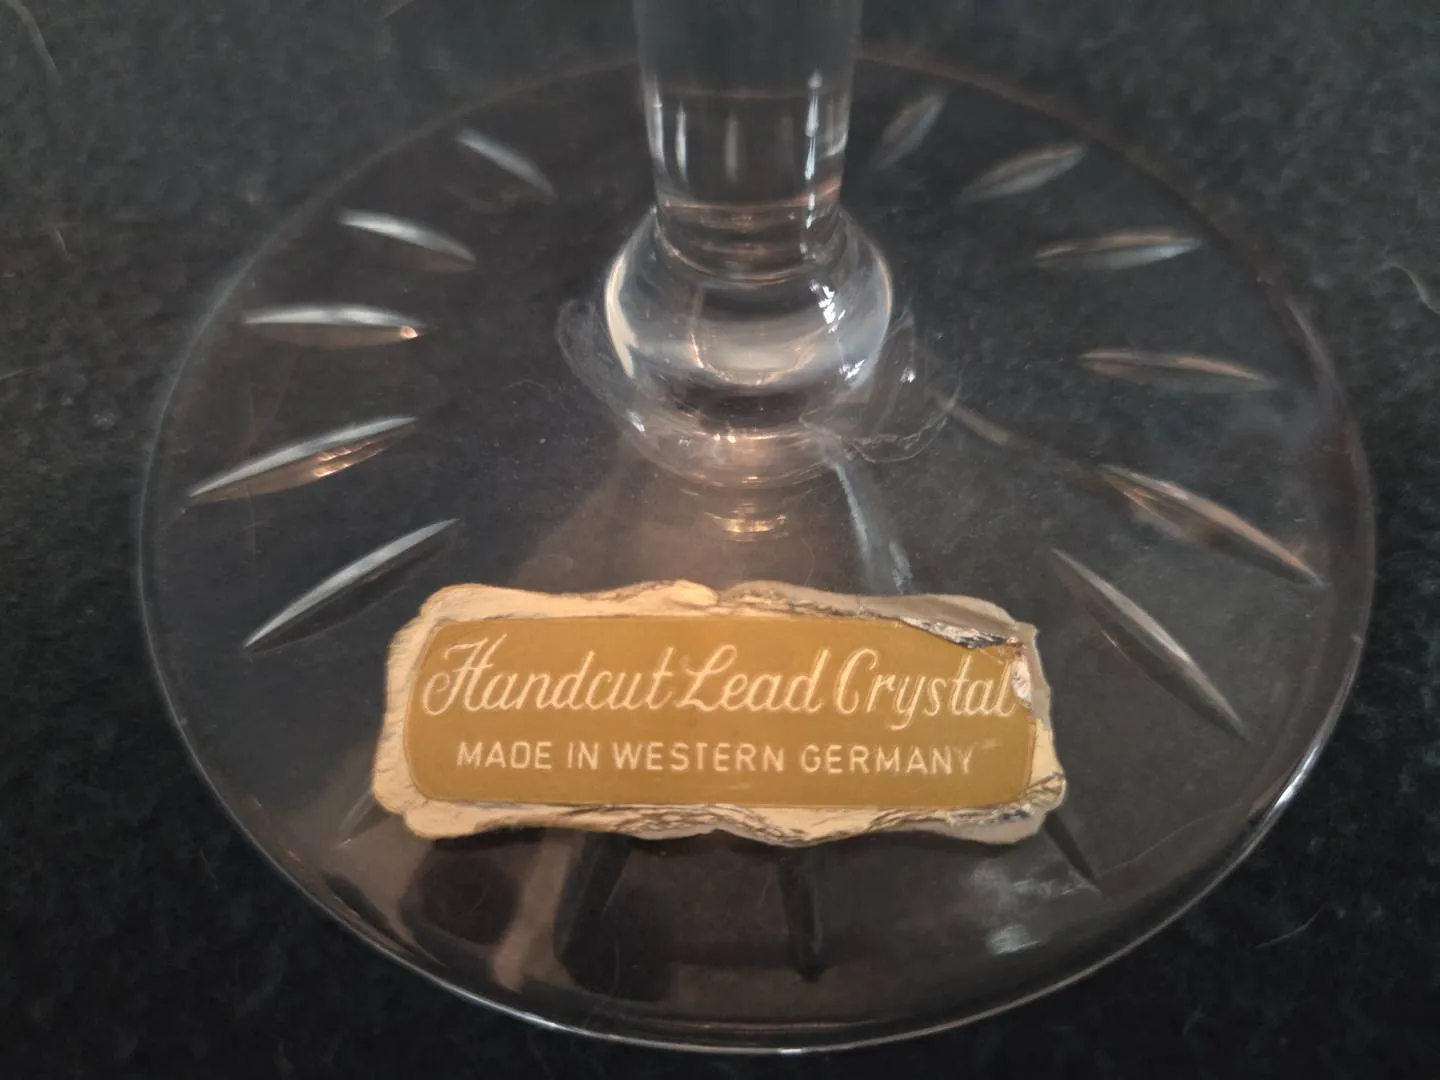 Handcut Lead Crystal
MADE IN WESTERN GERMANY